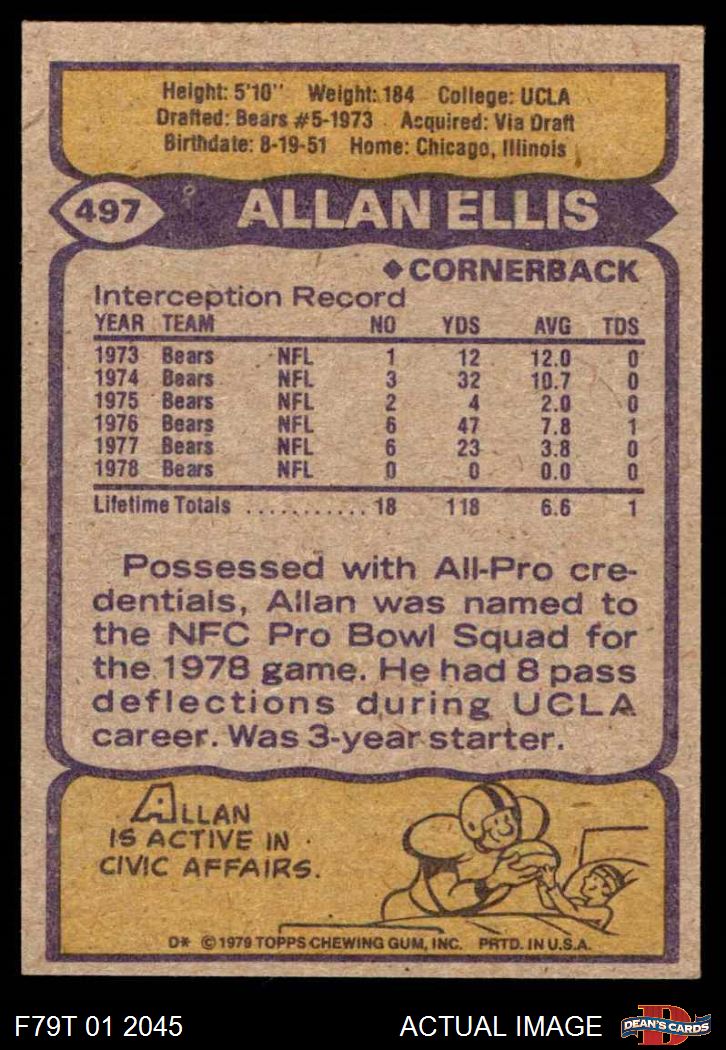 Height: 5'10" Weight: 184 College: UCLA
Drafted: Bears #5-1973 Acquired: Via Draft
Birthdate: 8-19-51 Home: Chicago, Illinois
497 ALLAN ELLIS
◆CORNERBACK
Interception Record
YEAR TEAM NO YDS AVG TDS
1973 Bears NFL 1 12 12.0 0
1974 Bears NFL 3 32 10.7 0
1975 Bears NFL 2 4 2.0 0
1976 Bears NFL 6 47 7.8 1
1977 Bears NFL 6 23 3.8 0
1978 Bears NFL 0 0 0.0 0
Lifetime Totals ........... 18 118 6.6 1
Possessed with All-Pro cre-
dentials, Allan was named to
the NFC Pro Bowl Squad for
the 1978 game. He had 8 pass
deflections during UCLA
career. Was 3-year starter.
ALLAN
IS ACTIVE IN
CIVIC AFFAIRS.
D* © 1979 TOPPS CHEWING GUM, INC. PRTD. IN U.S.A.
F79T 01 2045 ACTUAL IMAGE D DEAN'S CARDS